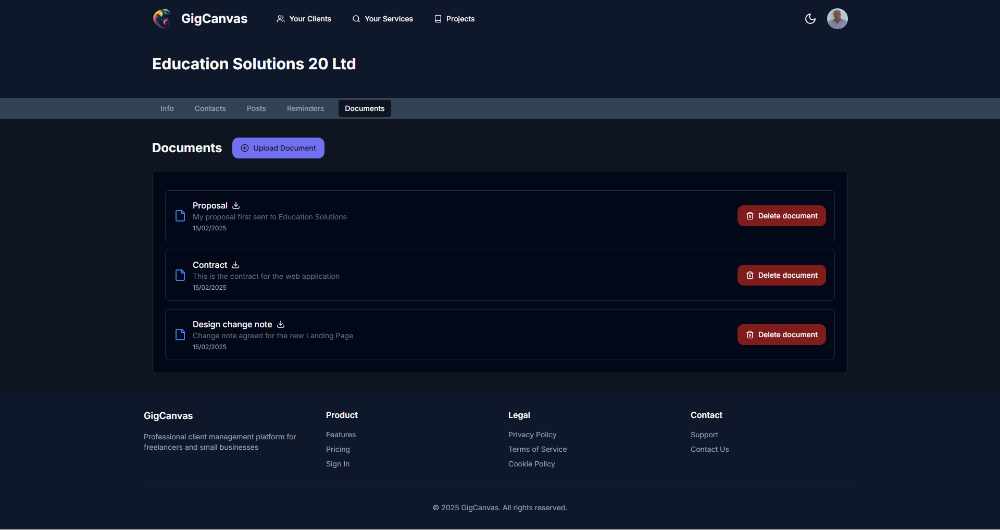 GigCanvas
Your Clients
Your Services
Projects
Education Solutions 20 Ltd
Info
Contacts
Posts
Reminders
Documents
Documents
Upload Document
Proposal
My proposal first sent to Education Solutions
15/02/2025
Delete document
Contract
This is the contract for the web application
15/02/2025
Delete document
Design change note
Change note agreed for the new Landing Page
15/02/2025
Delete document
GigCanvas
Professional client management platform for
freelancers and small businesses
Product
Features
Pricing
Sign In
Legal
Privacy Policy
Terms of Service
Cookie Policy
Contact
Support
Contact Us
© 2025 GigCanvas. All rights reserved.